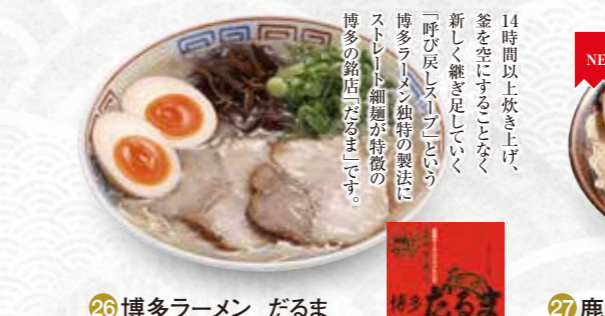 14時間以上炊き上げ、
釜を空にすることなく
新しく継ぎ足していく
「呼び戻しスープ」という
博多ラーメン独特の製法に
ストレート細麺が特徴の
博多の銘店「だるま」です。
NE
博多 だるま
26 博多ラーメン だるま
27 鹿